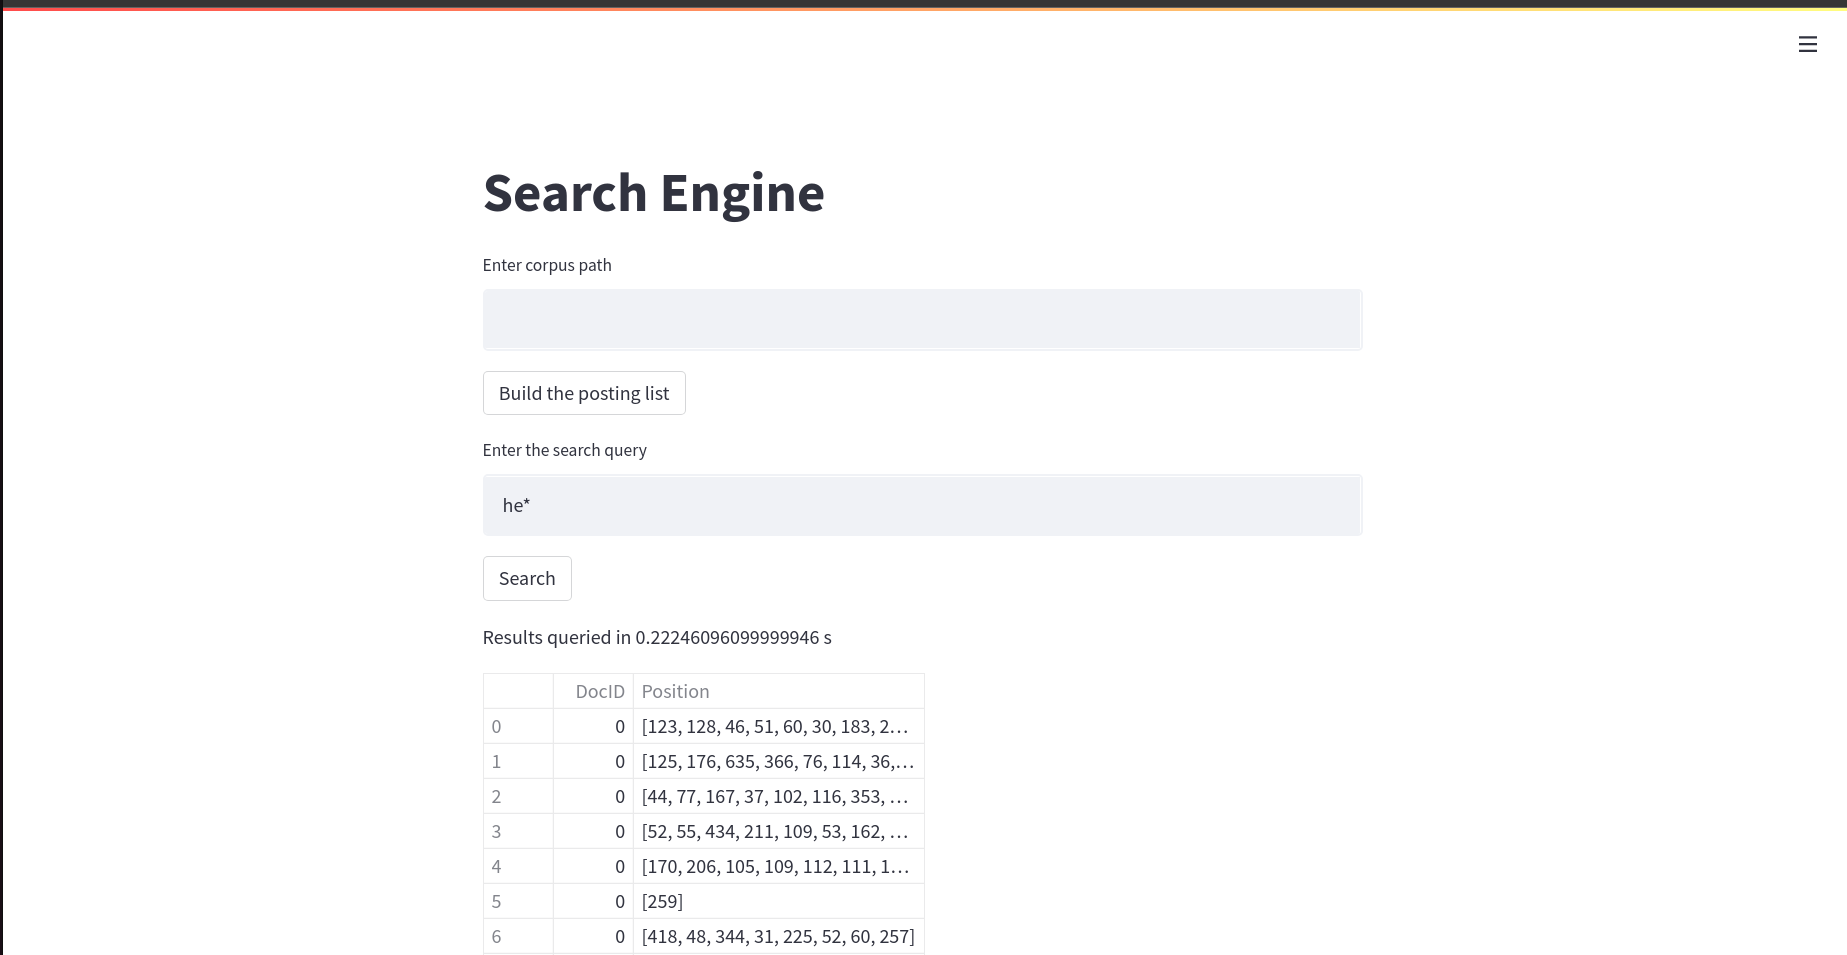 Search Engine
Enter corpus path
Build the posting list
Enter the search query
he*
Search
Results queried in 0.22246096099999946 s
DocID Position
0 0 [123, 128, 46, 51, 60, 30, 183, 2…
1 0 [125, 176, 635, 366, 76, 114, 36,…
2 0 [44, 77, 167, 37, 102, 116, 353, …
3 0 [52, 55, 434, 211, 109, 53, 162, …
4 0 [170, 206, 105, 109, 112, 111, 1…
5 0 [259]
6 0 [418, 48, 344, 31, 225, 52, 60, 257]